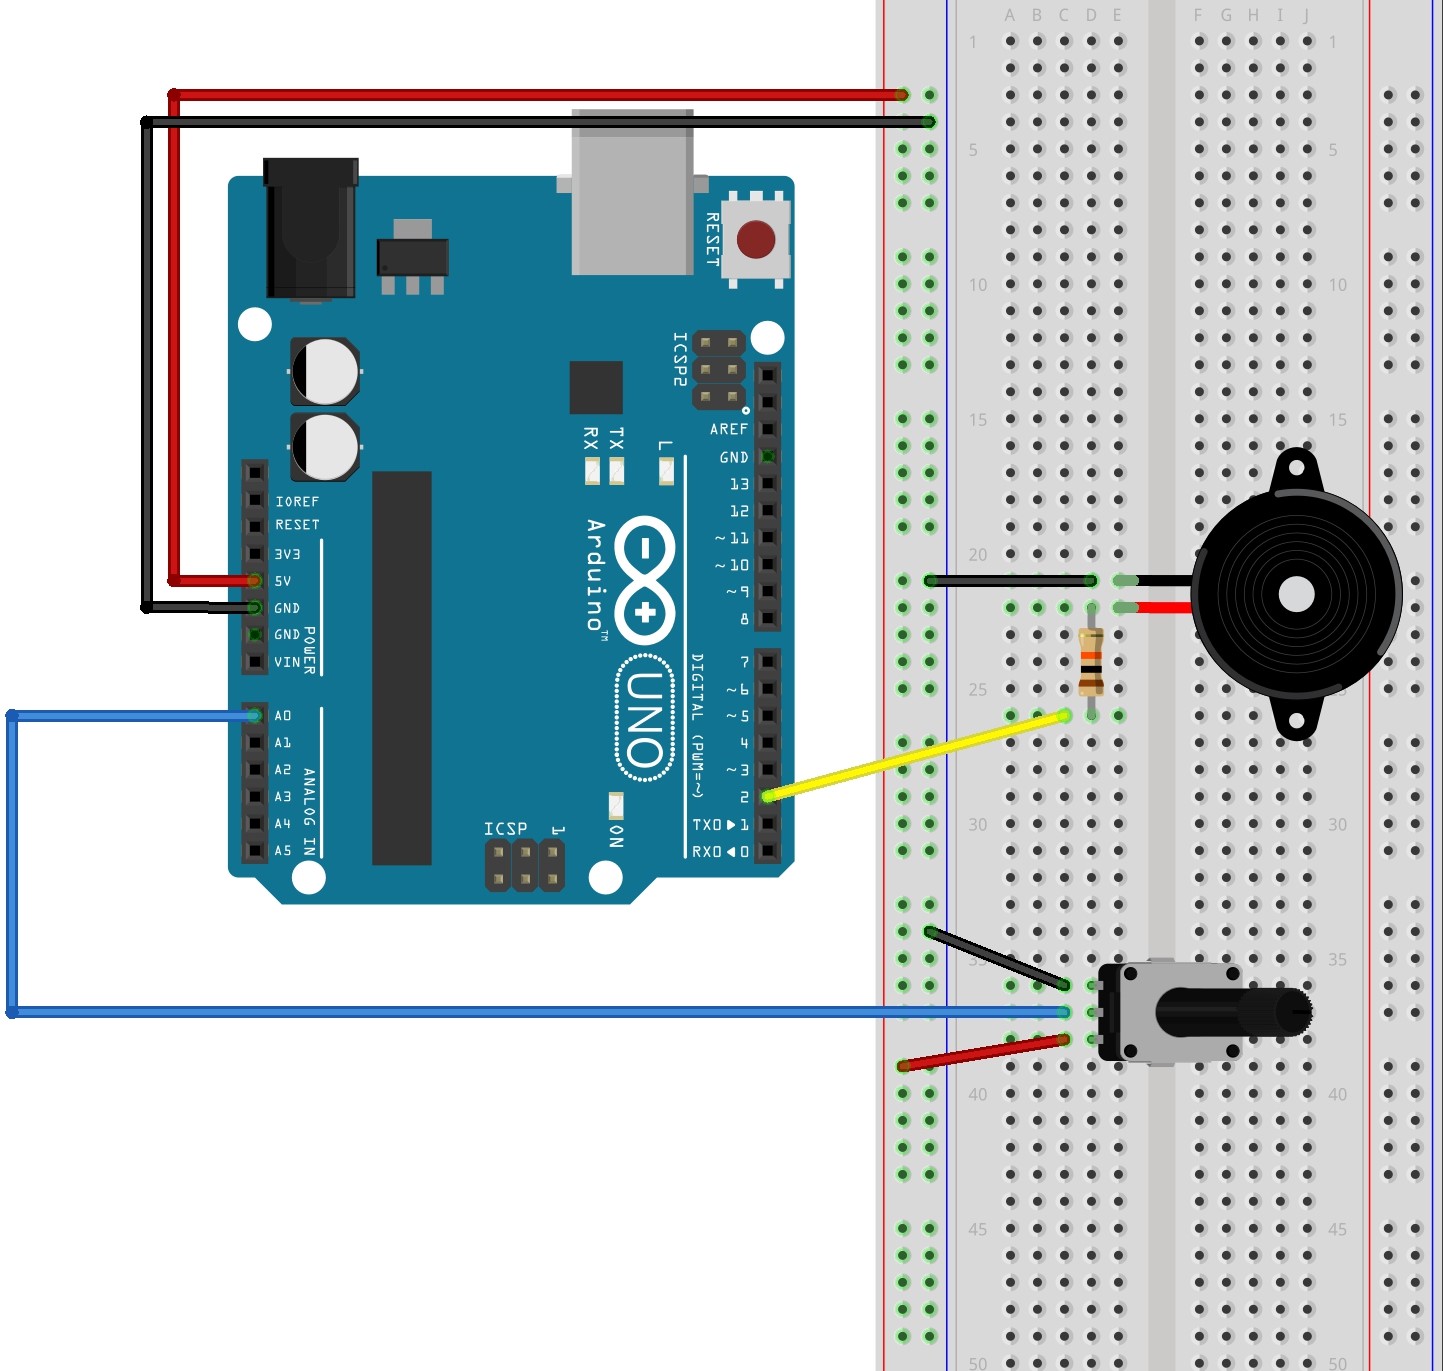 A B C D E F G H I J
1 1
5 5
RESET
10 10
ICSP2
15 15
RX TX L
AREF
GND
13
12
~11
~10
~9
8
IOREF
RESET
3V3
5V
GND
GND
VIN
POWER
Arduino™
UNO
DIGITAL (PWM=~)
20
7
~6
~5
4
~3
2
TX0▶1
RX0◀0
25
A0
A1
A2
A3
A4
A5
ANALOG IN
ICSP 1
ON
30 30
35 35
40 40
45 45
50 50